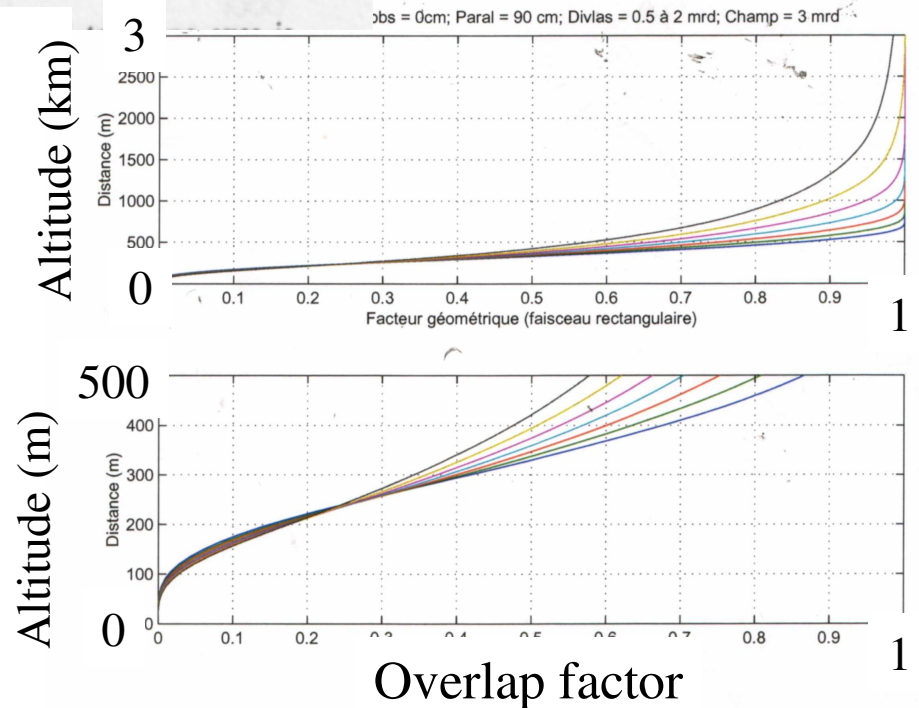 obs = 0cm; Paral = 90 cm; Divlas = 0.5 à 2 mrd; Champ = 3 mrd
Altitude (km)
Distance (m)
3
2500
2000
1500
1000
500
0
0.1 0.2 0.3 0.4 0.5 0.6 0.7 0.8 0.9 1
Facteur géométrique (faisceau rectangulaire)
Altitude (m)
Distance (m)
500
400
300
200
100
0 0
0 0.1 0.2 0.3 0.4 0.5 0.6 0.7 0.8 0.9 1
Overlap factor